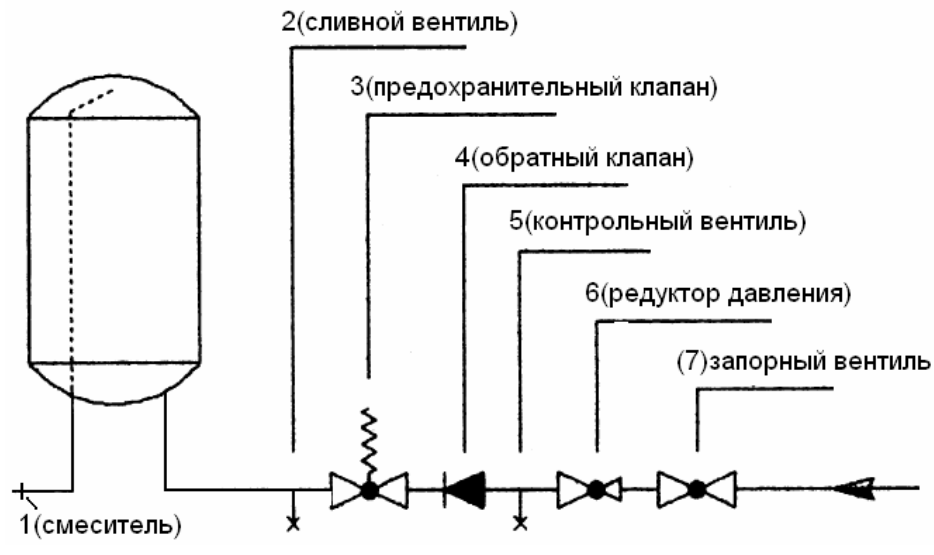 2(сливной вентиль)
3(предохранительный клапан)
4(обратный клапан)
5(контрольный вентиль)
6(редуктор давления)
(7)запорный вентиль
1(смеситель)